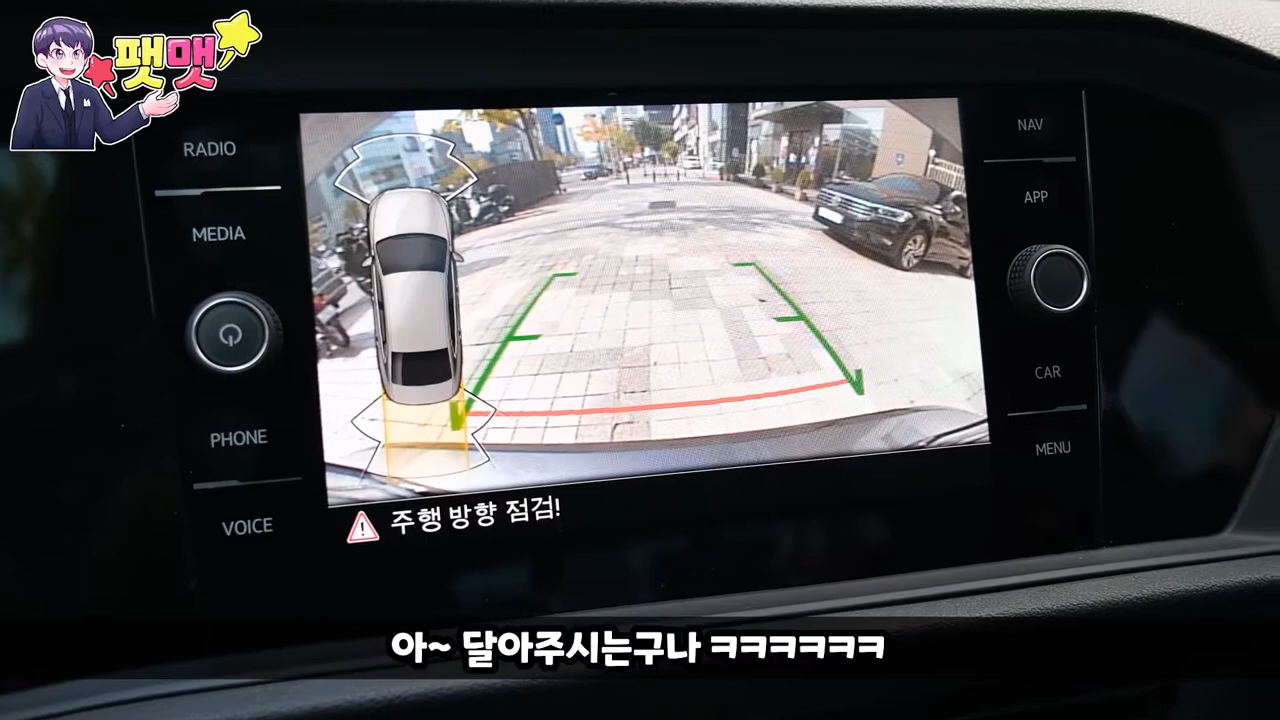 팻맷
RADIO
MEDIA
PHONE
VOICE
NAV
APP
CAR
MENU
주행 방향 점검!
아~ 달아주시는구나 ㅋㅋㅋㅋㅋㅋ